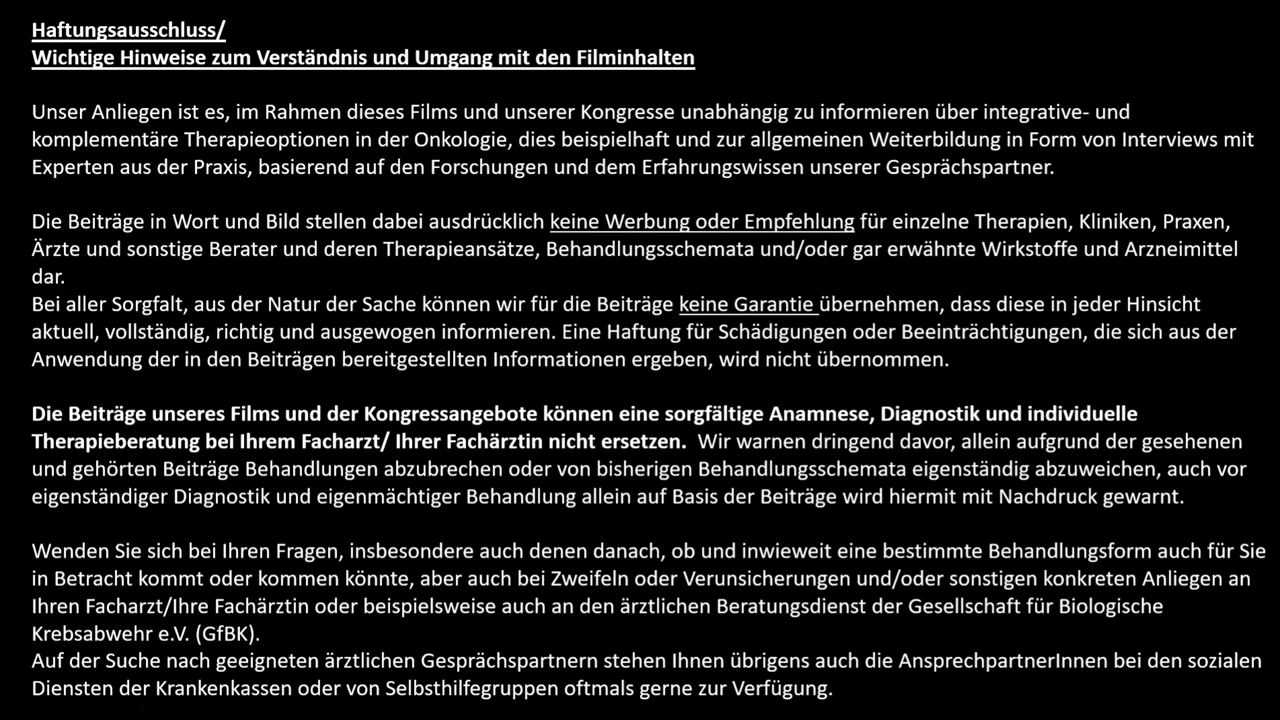 Haftungsausschluss/
Wichtige Hinweise zum Verständnis und Umgang mit den Filminhalten
Unser Anliegen ist es, im Rahmen dieses Films und unserer Kongresse unabhängig zu informieren über integrative- und
komplementäre Therapieoptionen in der Onkologie, dies beispielhaft und zur allgemeinen Weiterbildung in Form von Interviews mit
Experten aus der Praxis, basierend auf den Forschungen und dem Erfahrungswissen unserer Gesprächspartner.
Die Beiträge in Wort und Bild stellen dabei ausdrücklich keine Werbung oder Empfehlung für einzelne Therapien, Kliniken, Praxen,
Ärzte und sonstige Berater und deren Therapieansätze, Behandlungsschemata und/oder gar erwähnte Wirkstoffe und Arzneimittel
dar.
Bei aller Sorgfalt, aus der Natur der Sache können wir für die Beiträge keine Garantie übernehmen, dass diese in jeder Hinsicht
aktuell, vollständig, richtig und ausgewogen informieren. Eine Haftung für Schädigungen oder Beeinträchtigungen, die sich aus der
Anwendung der in den Beiträgen bereitgestellten Informationen ergeben, wird nicht übernommen.
Die Beiträge unseres Films und der Kongressangebote können eine sorgfältige Anamnese, Diagnostik und individuelle
Therapieberatung bei Ihrem Facharzt/ Ihrer Fachärztin nicht ersetzen. Wir warnen dringend davor, allein aufgrund der gesehenen
und gehörten Beiträge Behandlungen abzubrechen oder von bisherigen Behandlungsschemata eigenständig abzuweichen, auch vor
eigenständiger Diagnostik und eigenmächtiger Behandlung allein auf Basis der Beiträge wird hiermit mit Nachdruck gewarnt.
Wenden Sie sich bei Ihren Fragen, insbesondere auch denen danach, ob und inwieweit eine bestimmte Behandlungsform auch für Sie
in Betracht kommt oder kommen könnte, aber auch bei Zweifeln oder Verunsicherungen und/oder sonstigen konkreten Anliegen an
Ihren Facharzt/Ihre Fachärztin oder beispielsweise auch an den ärztlichen Beratungsdienst der Gesellschaft für Biologische
Krebsabwehr e.V. (GfBK).
Auf der Suche nach geeigneten ärztlichen Gesprächspartnern stehen Ihnen übrigens auch die AnsprechpartnerInnen bei den sozialen
Diensten der Krankenkassen oder von Selbsthilfegruppen oftmals gerne zur Verfügung.